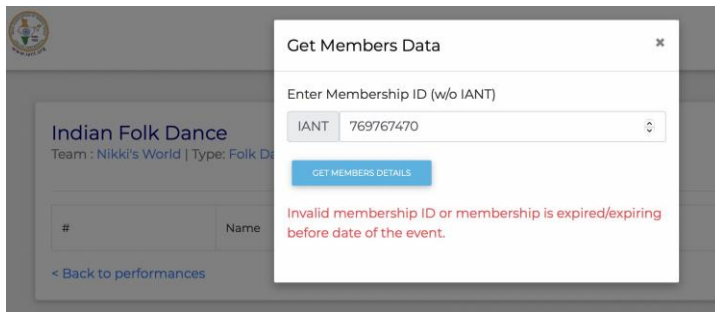 Get Members Data
×
Enter Membership ID (w/o IANT)
IANT 769767470
GET MEMBERS DETAILS
Invalid membership ID or membership is expired/expiring
before date of the event.
Indian Folk Dance
Team : Nikki's World | Type: Folk Da
# Name
< Back to performances